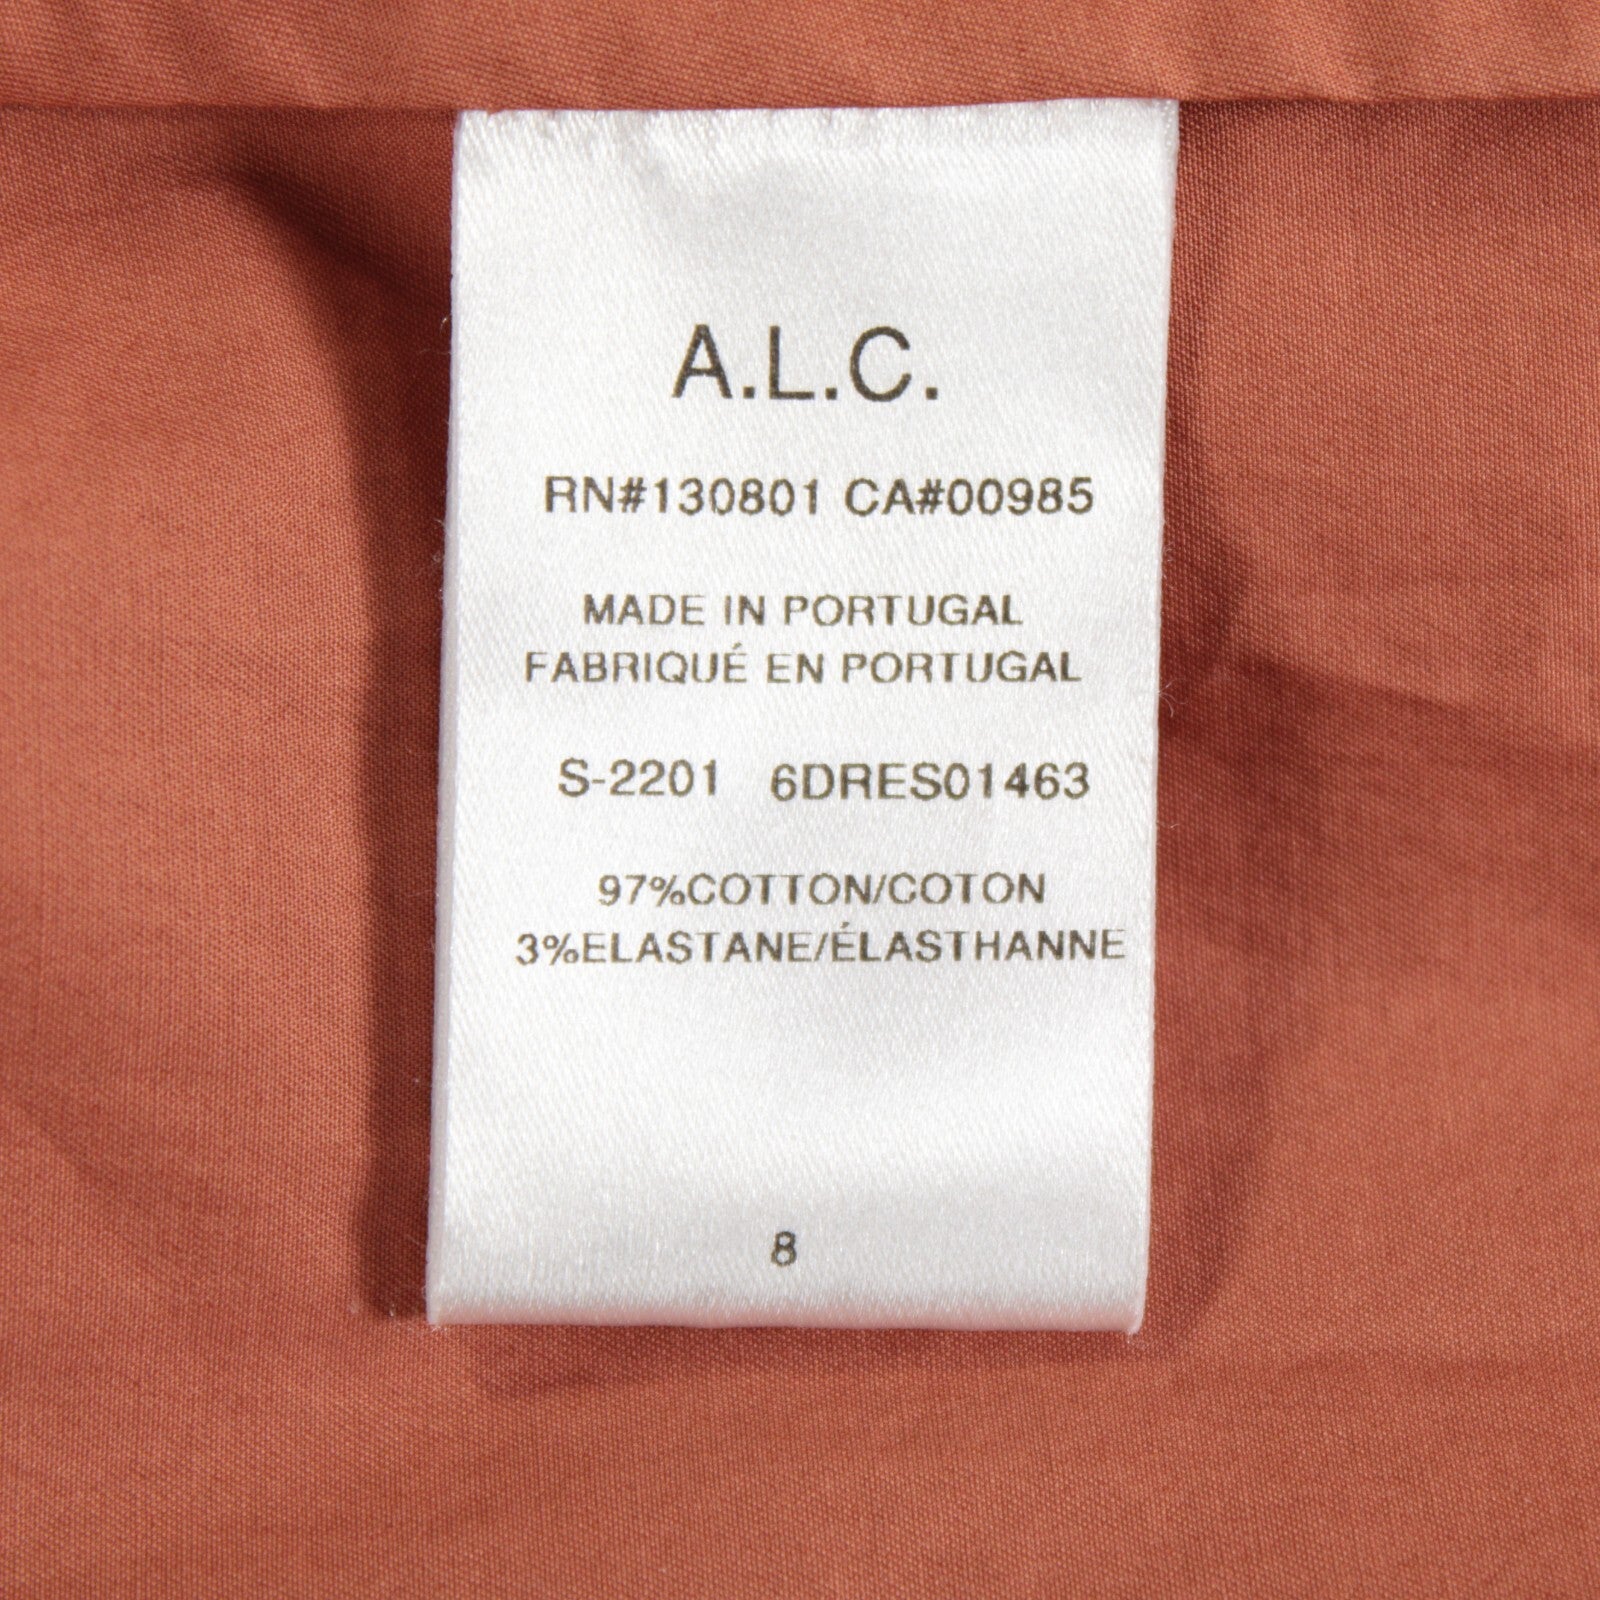 A.L.C.
RN#130801 CA#00985
MADE IN PORTUGAL
FABRIQUÉ EN PORTUGAL
S-2201 6DRES01463
97%COTTON/COTON
3%ELASTANE/ÉLASTHANNE
8